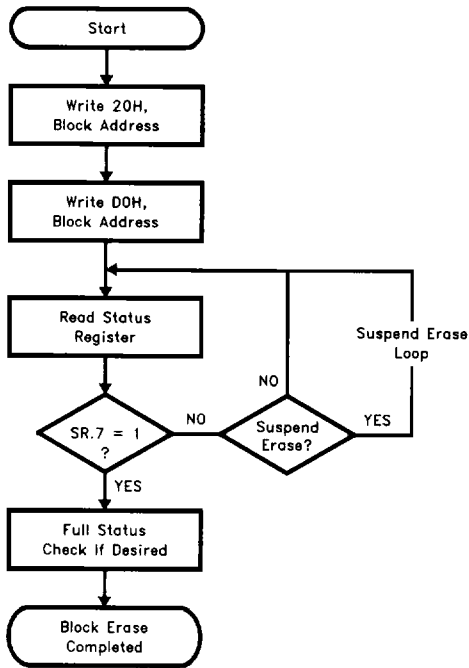 Start
Write 20H,
Block Address
Write D0H,
Block Address
Read Status
Register
Suspend Erase
Loop
NO
SR.7 = 1
?
NO
Suspend
Erase?
YES
YES
Full Status
Check If Desired
Block Erase
Completed